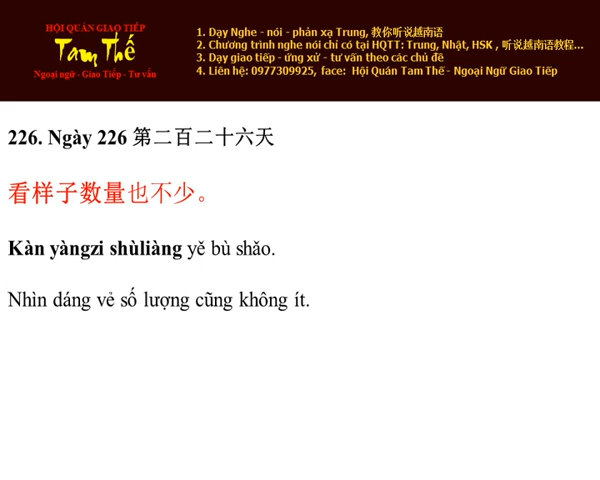 HỘI QUÁN GIAO TIẾP
Tam Thế
Ngoại ngữ - Giao Tiếp - Tư vấn
1. Dạy Nghe - nói - phản xạ Trung, 教你听说越南语
2. Chương trình nghe nói chỉ có tại HQTT: Trung, Nhật, HSK , 听说越南语教程...
3. Dạy giao tiếp - ứng xử - tư vấn theo các chủ đề
4. Liên hệ: 0977309925, face: Hội Quán Tam Thế - Ngoại Ngữ Giao Tiếp
226. Ngày 226 第二百二十六天
看样子数量也不少。
Kàn yàngzi shùliàng yě bù shǎo.
Nhìn dáng vẻ số lượng cũng không ít.